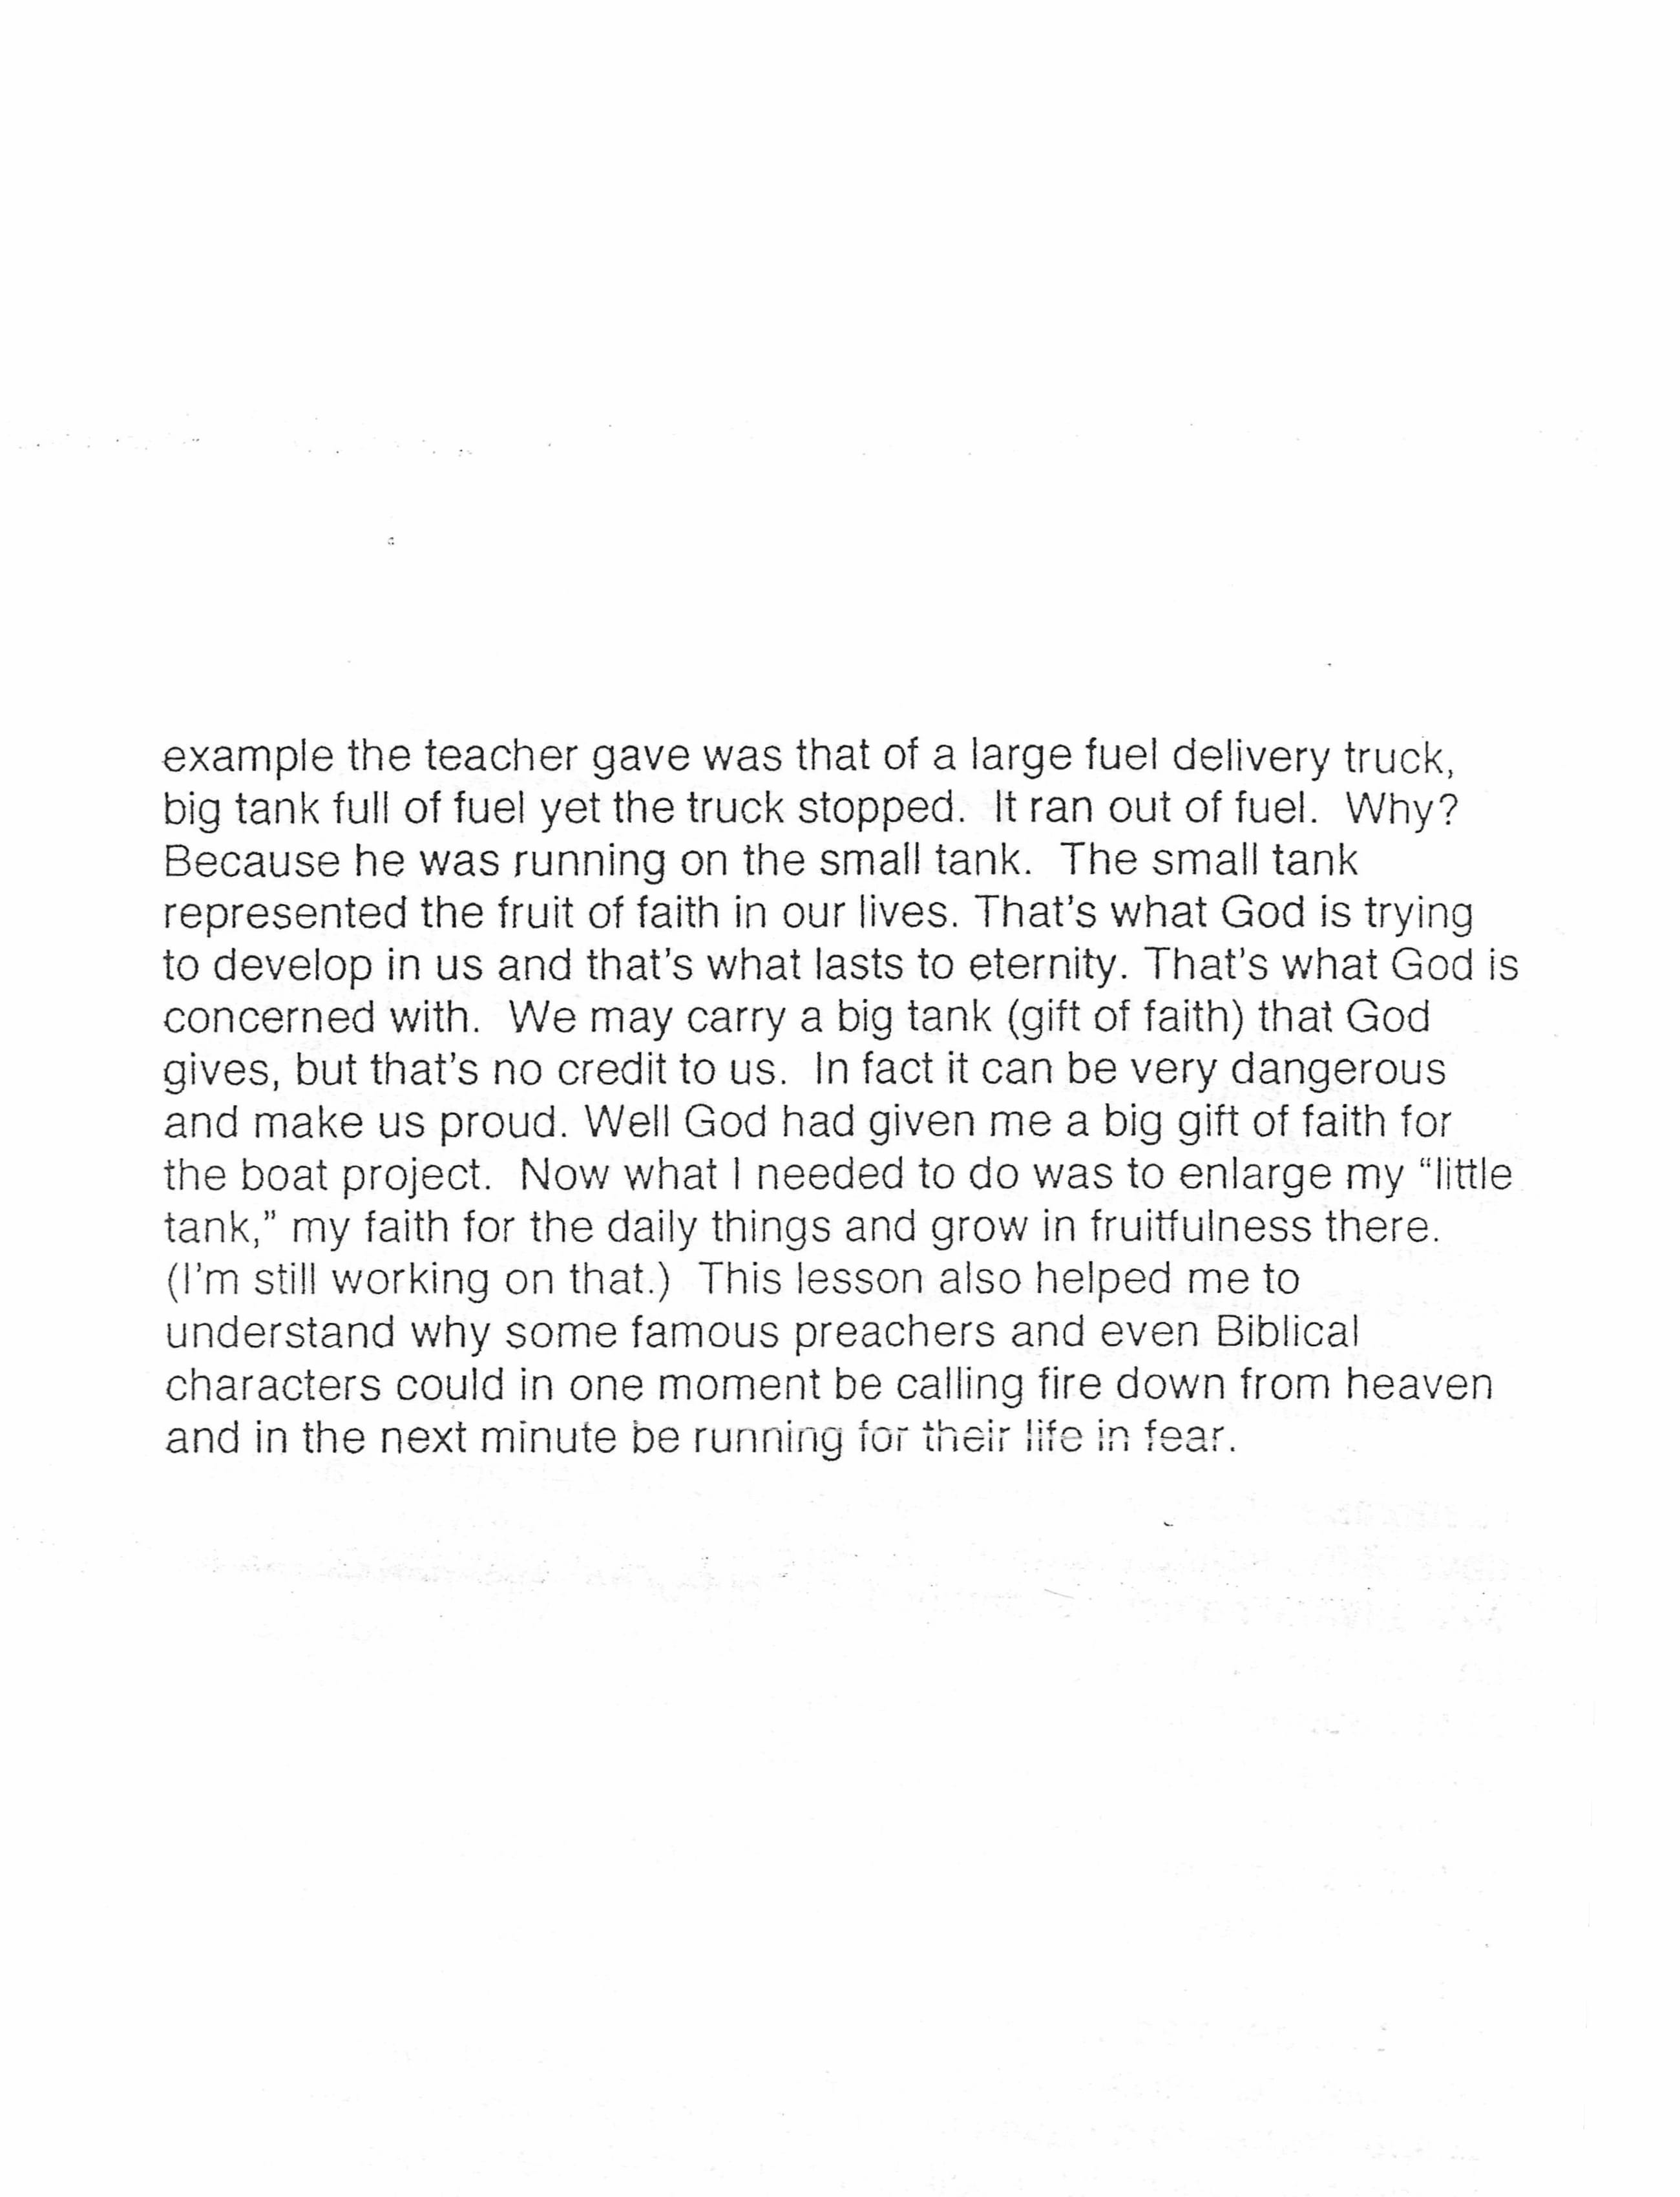 example the teacher gave was that of a large fuel delivery truck,
big tank full of fuel yet the truck stopped.  It ran out of fuel.  Why?
Because he was running on the small tank.  The small tank
represented the fruit of faith in our lives. That's what God is trying
to develop in us and that's what lasts to eternity. That's what God is
concerned with.  We may carry a big tank (gift of faith) that God
gives, but that's no credit to us.  In fact it can be very dangerous
and make us proud. Well God had given me a big gift of faith for
the boat project.  Now what I needed to do was to enlarge my “little
tank,” my faith for the daily things and grow in fruitfulness there.
(I'm still working on that.)  This lesson also helped me to
understand why some famous preachers and even Biblical
characters could in one moment be calling fire down from heaven
and in the next minute be running for their life in fear.